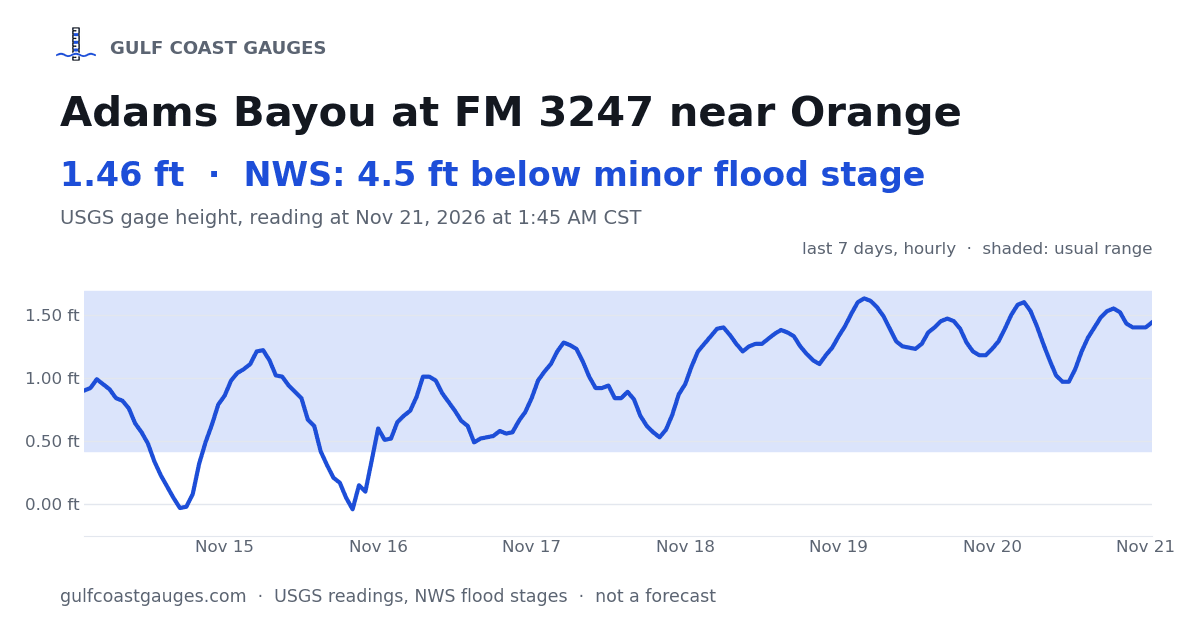 GULF COAST GAUGES
Adams Bayou at FM 3247 near Orange
1.46 ft · NWS: 4.5 ft below minor flood stage
USGS gage height, reading at Nov 21, 2026 at 1:45 AM CST
last 7 days, hourly · shaded: usual range
1.50 ft
1.00 ft
0.50 ft
0.00 ft
Nov 15 Nov 16 Nov 17 Nov 18 Nov 19 Nov 20 Nov 21
gulfcoastgauges.com · USGS readings, NWS flood stages · not a forecast